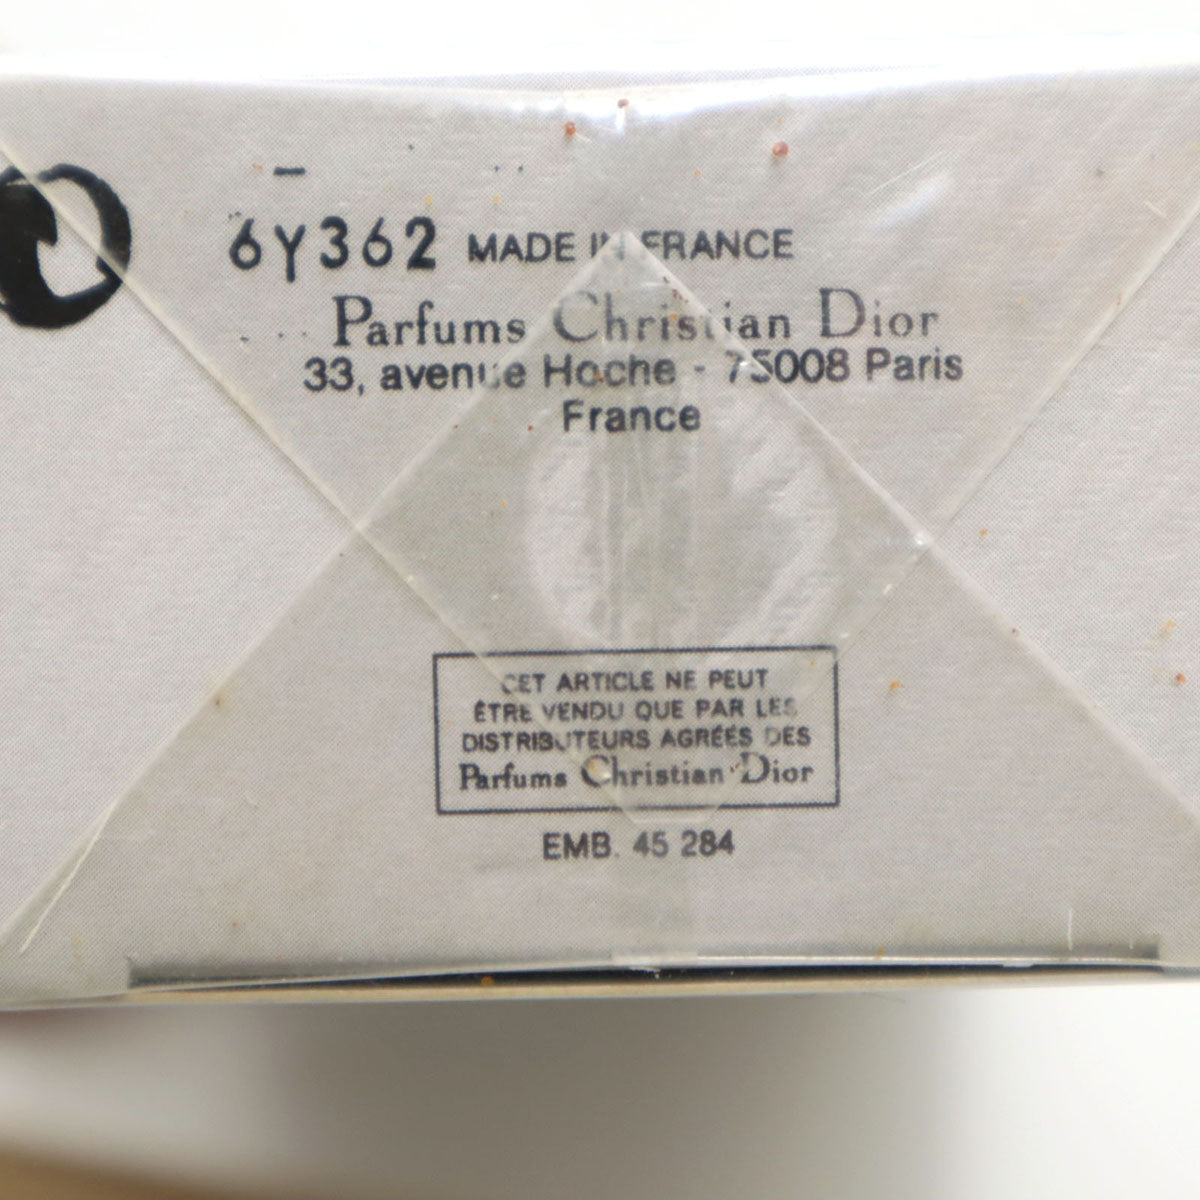 6Y362 MADE IN FRANCE
Parfums Christian Dior
33, avenue Hoche - 75008 Paris
France
CET ARTICLE NE PEUT
ÊTRE VENDU QUE PAR LES
DISTRIBUTEURS AGRÉÉS DES
Parfums Christian Dior
EMB. 45 284